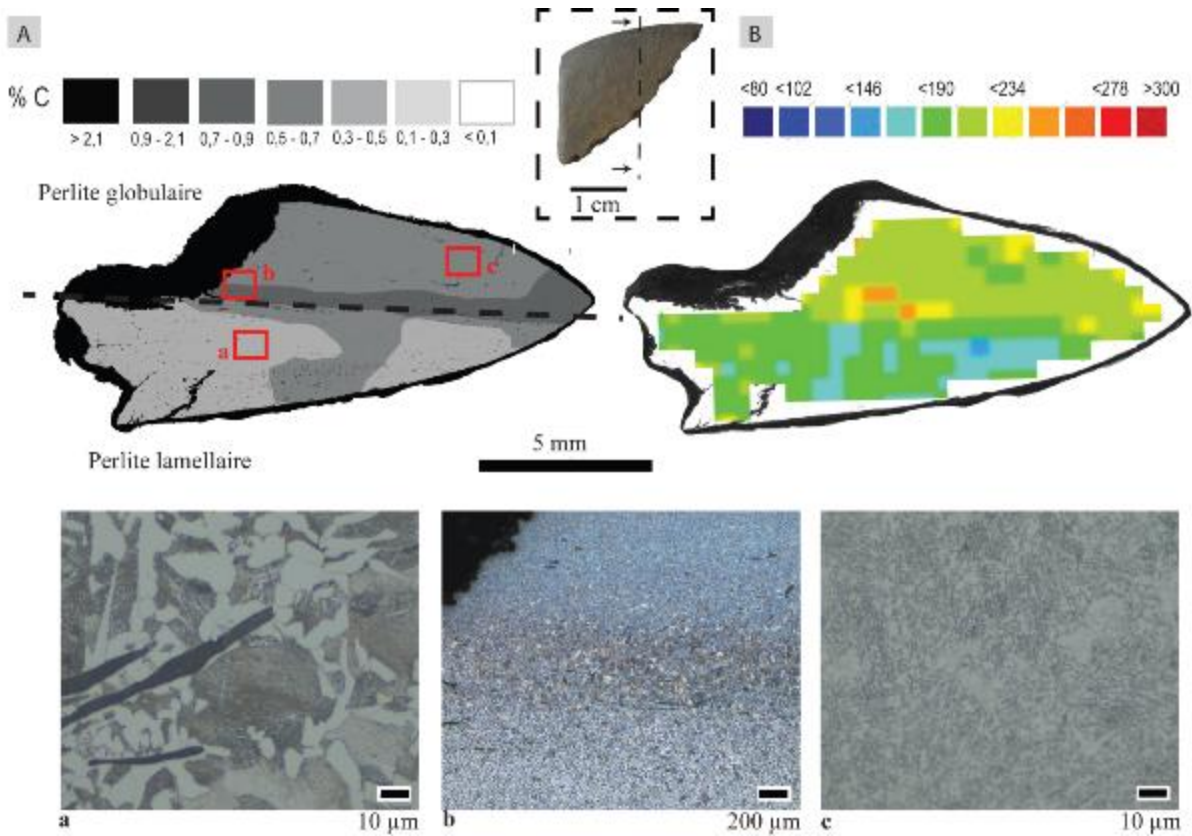 A
% C
> 2,1 0,9 - 2,1 0,7 - 0,9 0,5 - 0,7 0,3 - 0,5 0,1 - 0,3 < 0,1
1 cm
B
<80 <102 <146 <190 <234 <278 >300
Perlite globulaire
b
c
a
Perlite lamellaire
5 mm
a 10 µm
b 200 µm
c 10 µm